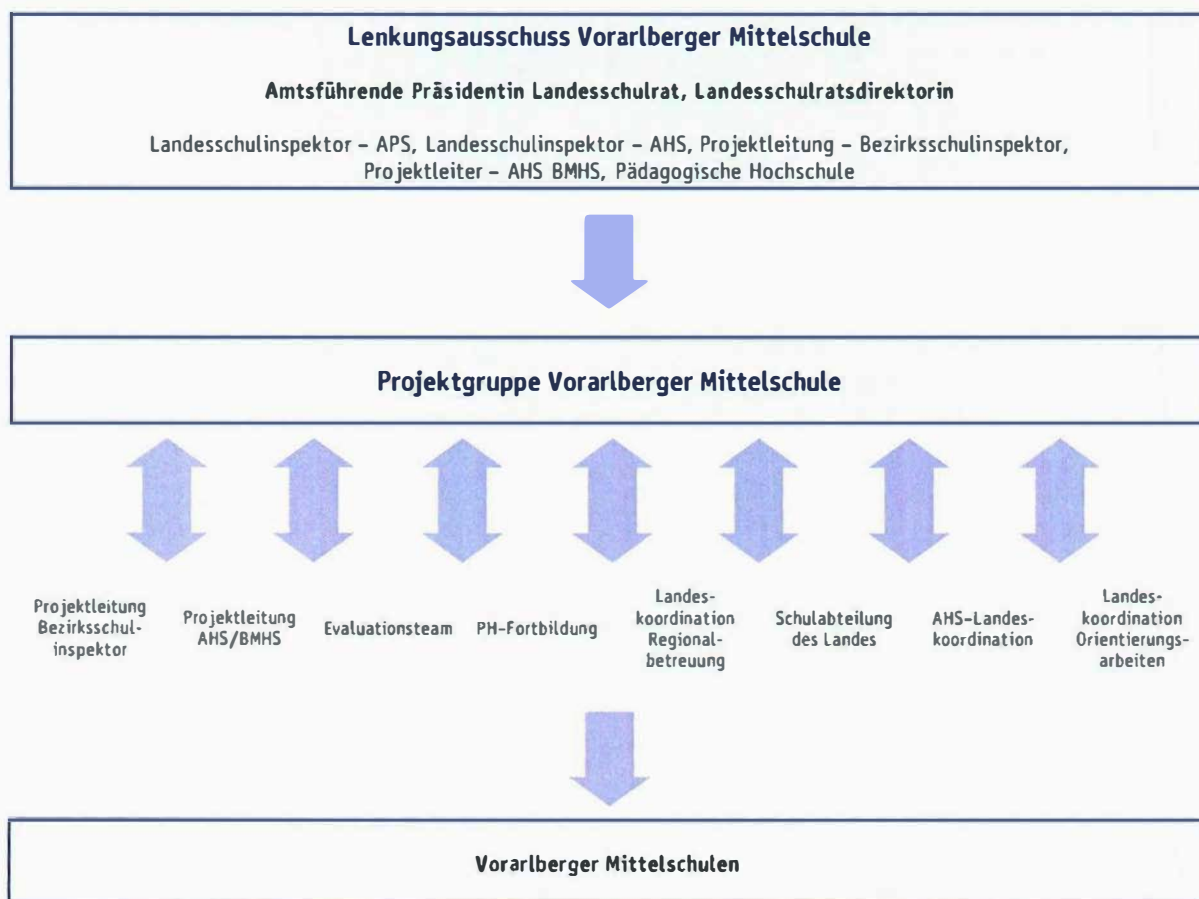 Lenkungsausschuss Vorarlberger Mittelschule
Amtsführende Präsidentin Landesschulrat, Landesschulratsdirektorin
Landesschulinspektor – APS, Landesschulinspektor – AHS, Projektleitung – Bezirksschulinspektor,
Projektleiter – AHS BMHS, Pädagogische Hochschule
Projektgruppe Vorarlberger Mittelschule
Projektleitung
Bezirksschul-
inspektor
Projektleitung
AHS/BMHS
Evaluationsteam
PH-Fortbildung
Landes-
koordination
Regional-
betreuung
Schulabteilung
des Landes
AHS-Landes-
koordination
Landes-
koordination
Orientierungs-
arbeiten
Vorarlberger Mittelschulen